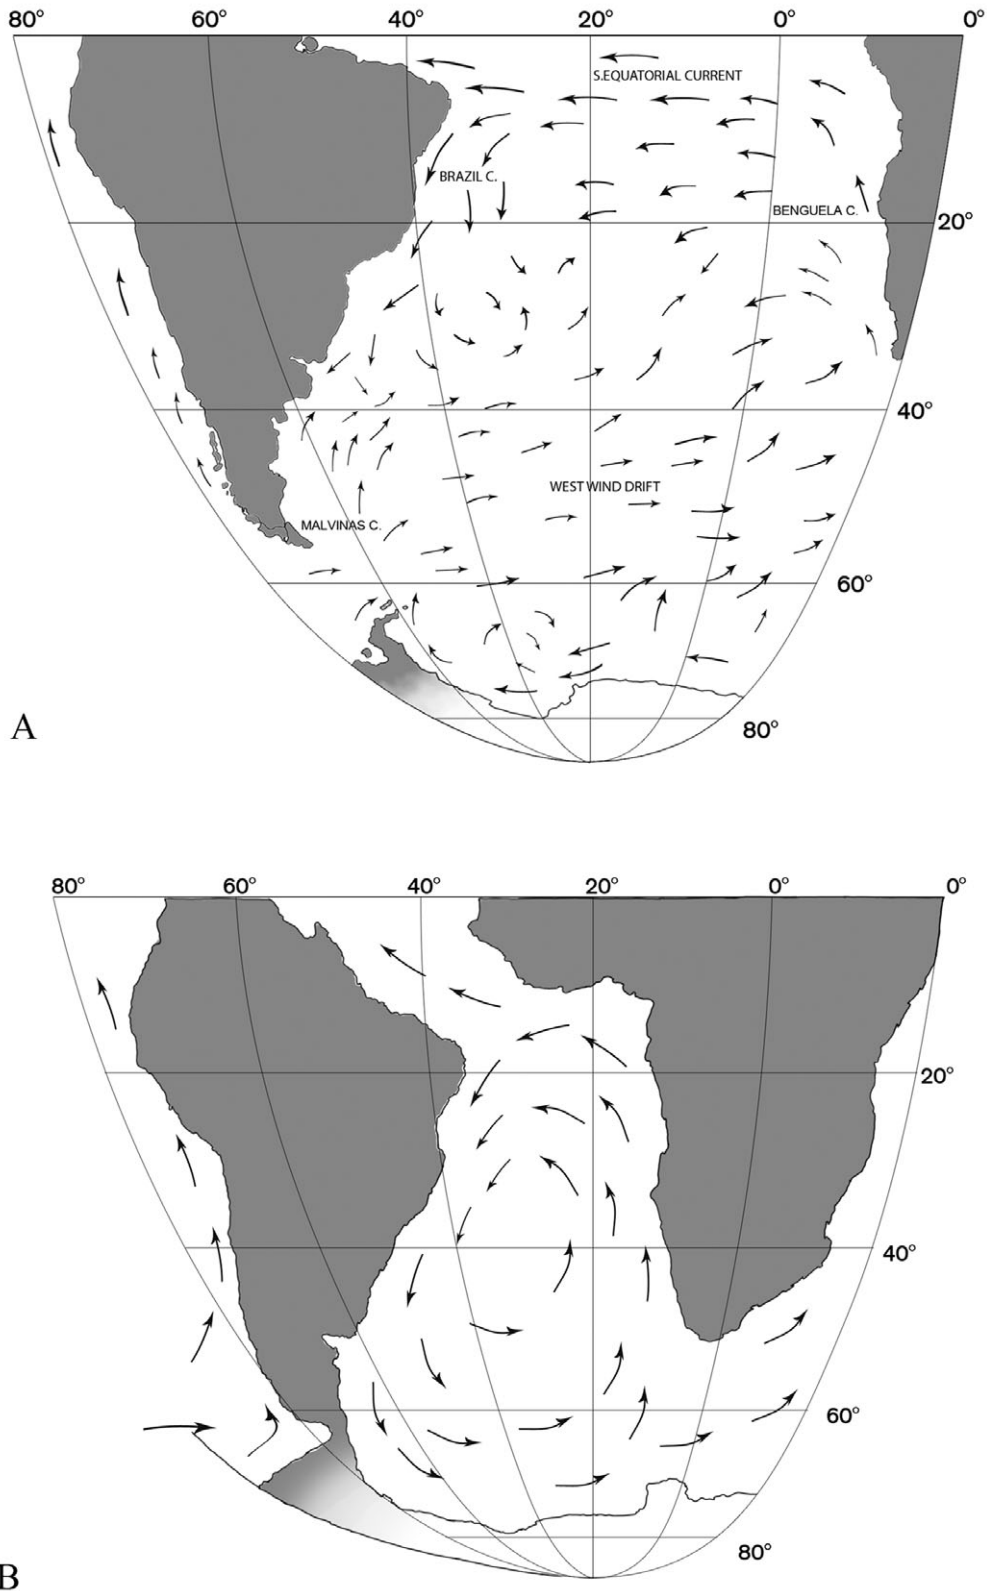 80° 60° 40° 20° 0° 0°
S.EQUATORIAL CURRENT
BRAZIL C.
BENGUELA C.
20°
40°
WEST WIND DRIFT
MALVINAS C.
60°
A
80°
80° 60° 40° 20° 0° 0°
20°
40°
60°
80°
B